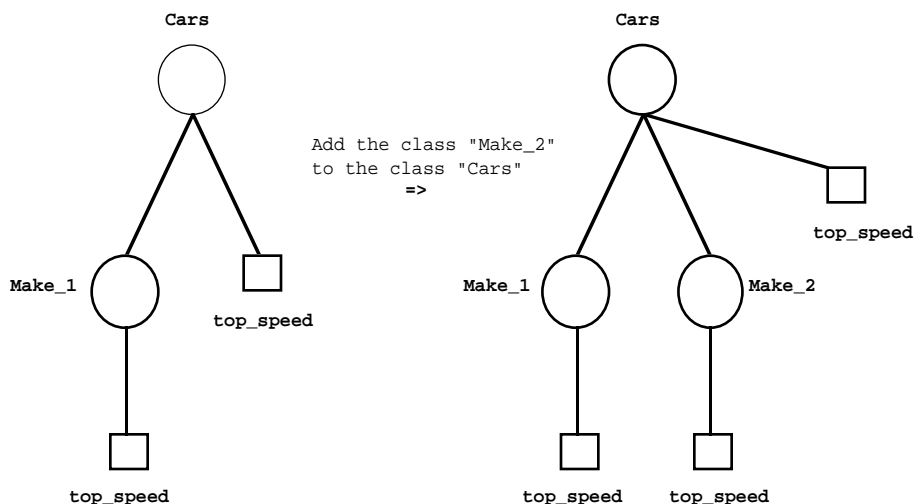 Cars
Cars
Add the class "Make_2"
to the class "Cars"
=>
top_speed
Make_1
top_speed
Make_1
Make_2
top_speed
top_speed
top_speed